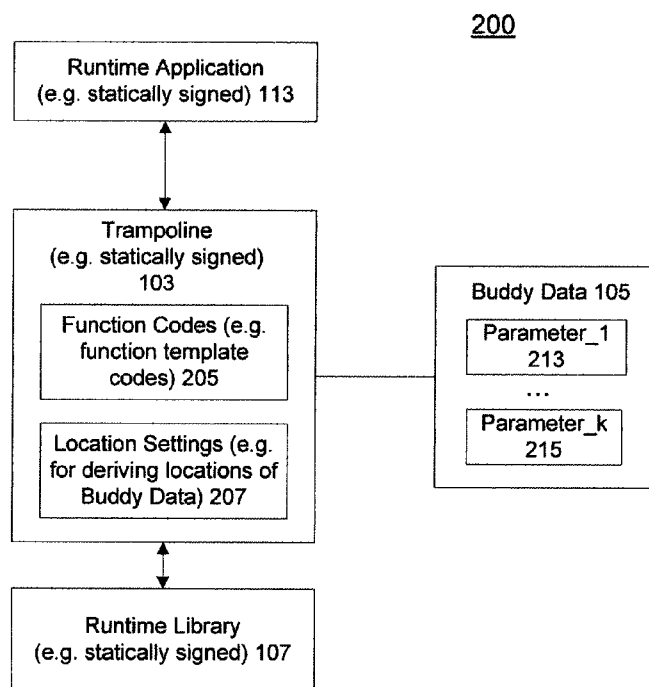 200
Runtime Application
(e.g. statically signed) 113
Trampoline
(e.g. statically signed)
103
Function Codes (e.g.
function template
codes) 205
Location Settings (e.g.
for deriving locations of
Buddy Data) 207
Buddy Data 105
Parameter_1
213
...
Parameter_k
215
Runtime Library
(e.g. statically signed) 107